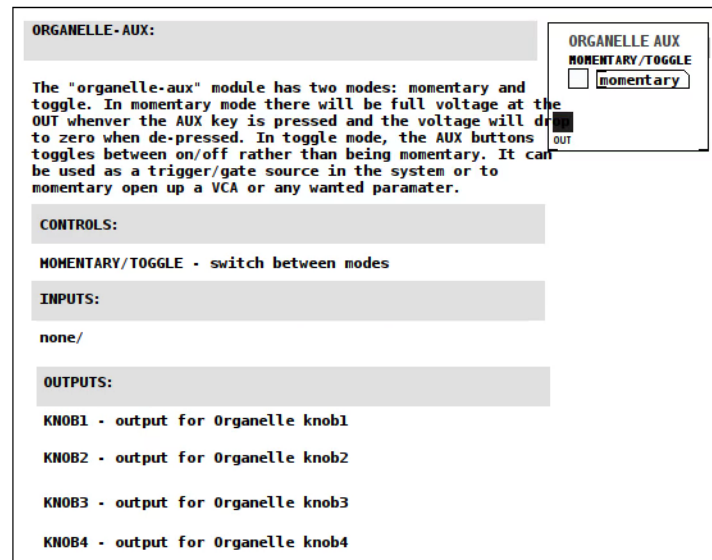 ORGANELLE-AUX:
The "organelle-aux" module has two modes: momentary and
toggle. In momentary mode there will be full voltage at the
OUT whenver the AUX key is pressed and the voltage will drop
to zero when de-pressed. In toggle mode, the AUX buttons
toggles between on/off rather than being momentary. It can
be used as a trigger/gate source in the system or to
momentary open up a VCA or any wanted paramater.
CONTROLS:
MOMENTARY/TOGGLE - switch between modes
INPUTS:
none/
OUTPUTS:
KNOB1 - output for Organelle knob1
KNOB2 - output for Organelle knob2
KNOB3 - output for Organelle knob3
KNOB4 - output for Organelle knob4
ORGANELLE AUX
MOMENTARY/TOGGLE
momentary
OUT